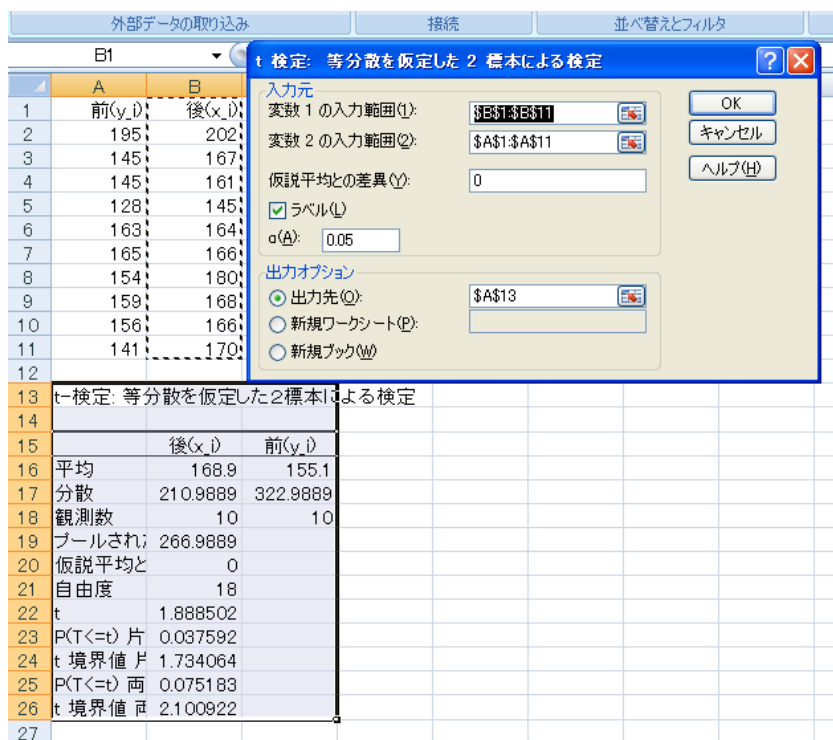 外部データの取り込み 接続 並べ替えとフィルタ
B1
t 検定: 等分散を仮定した 2 標本による検定
入力元
変数 1 の入力範囲(1): $B$1:$B$11
変数 2 の入力範囲(2): $A$1:$A$11
仮説平均との差異(Y): 0
ラベル(L)
α(A): 0.05
出力オプション
出力先(O): $A$13
新規ワークシート(P):
新規ブック(W)
OK
キャンセル
ヘルプ(H)
A B
1 前(y_i) 後(x_i)
2 195 202
3 145 167
4 145 161
5 128 145
6 163 164
7 165 166
8 154 180
9 159 168
10 156 166
11 141 170
12
13 t-検定: 等分散を仮定した2標本による検定
14
15 後(x_i) 前(y_i)
16 平均 168.9 155.1
17 分散 210.9889 322.9889
18 観測数 10 10
19 プールされた 266.9889
20 仮説平均と 0
21 自由度 18
22 t 1.888502
23 P(T<=t) 片 0.037592
24 t 境界値 片 1.734064
25 P(T<=t) 両 0.075183
26 t 境界値 両 2.100922
27